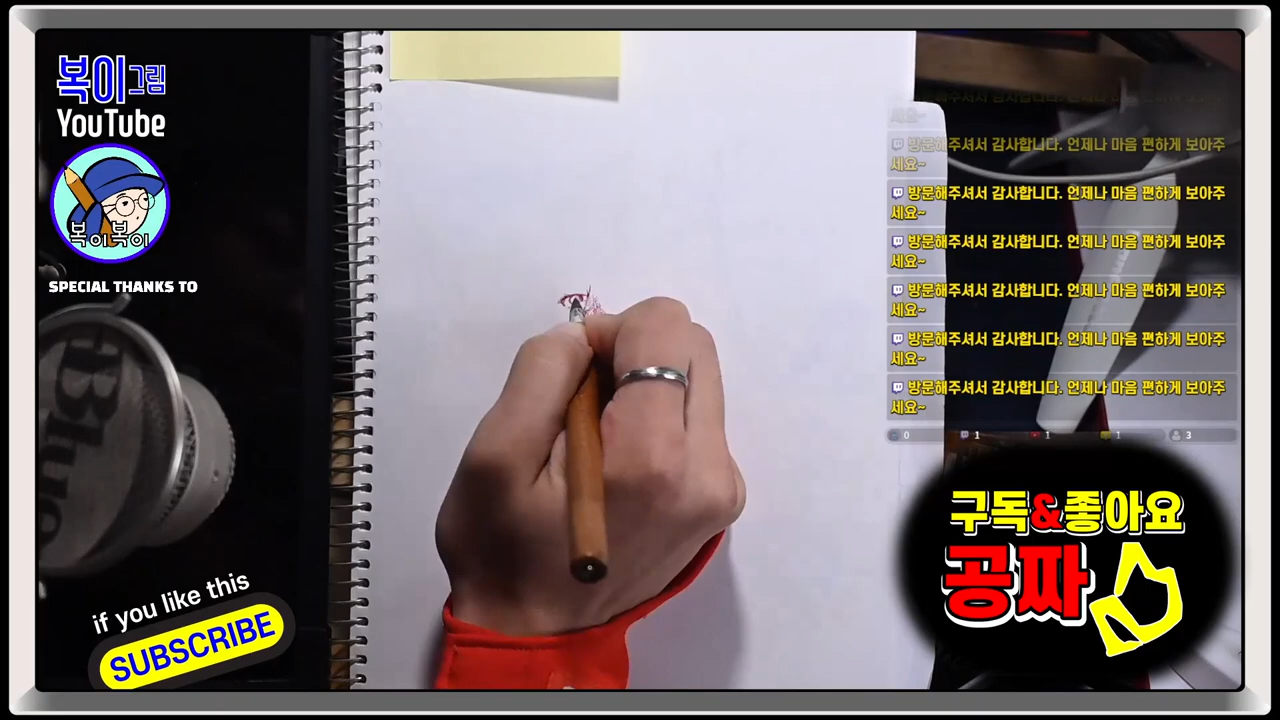 복이그림
YouTube
복이복이
SPECIAL THANKS TO
Blue
if you like this
SUBSCRIBE
세요~
방문해주셔서 감사합니다. 언제나 마음 편하게 보아주
세요~
방문해주셔서 감사합니다. 언제나 마음 편하게 보아주
세요~
방문해주셔서 감사합니다. 언제나 마음 편하게 보아주
세요~
방문해주셔서 감사합니다. 언제나 마음 편하게 보아주
세요~
방문해주셔서 감사합니다. 언제나 마음 편하게 보아주
세요~
방문해주셔서 감사합니다. 언제나 마음 편하게 보아주
세요~
0 1 1 1 3
구독&좋아요
공짜